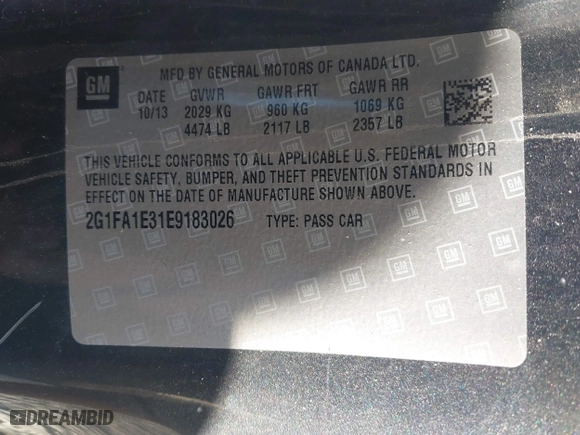 GM
MFD BY GENERAL MOTORS OF CANADA LTD.
DATE GVWR GAWR FRT GAWR RR
10/13 2029 KG 960 KG 1069 KG
4474 LB 2117 LB 2357 LB
THIS VEHICLE CONFORMS TO ALL APPLICABLE U.S. FEDERAL MOTOR
VEHICLE SAFETY, BUMPER, AND THEFT PREVENTION STANDARDS IN
EFFECT ON THE DATE OF MANUFACTURE SHOWN ABOVE.
2G1FA1E31E9183026 TYPE: PASS CAR
DREAMBID